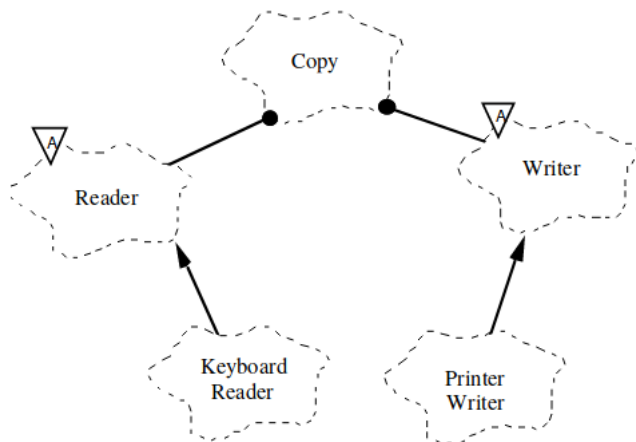 Copy
A
A
Reader
Writer
Keyboard
Reader
Printer
Writer